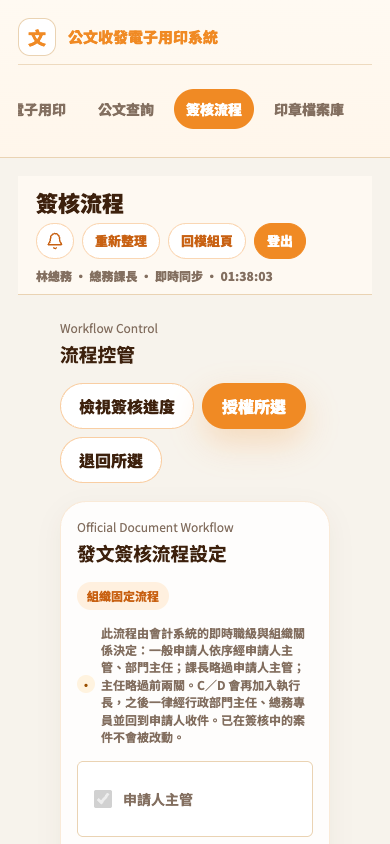 文
公文收發電子用印系統
電子用印
公文查詢
簽核流程
印章檔案庫
簽核流程
重新整理
回模組頁
登出
林總務 • 總務課長 • 即時同步 • 01:38:03
Workflow Control
流程控管
檢視簽核進度
授權所選
退回所選
Official Document Workflow
發文簽核流程設定
組織固定流程
此流程由會計系統的即時職級與組織關
係決定：一般申請人依序經申請人主
管、部門主任；課長略過申請人主管；
主任略過前兩關。C／D 會再加入執行
長，之後一律經行政部門主任、總務專
員並回到申請人收件。已在簽核中的案
件不會被改動。
申請人主管